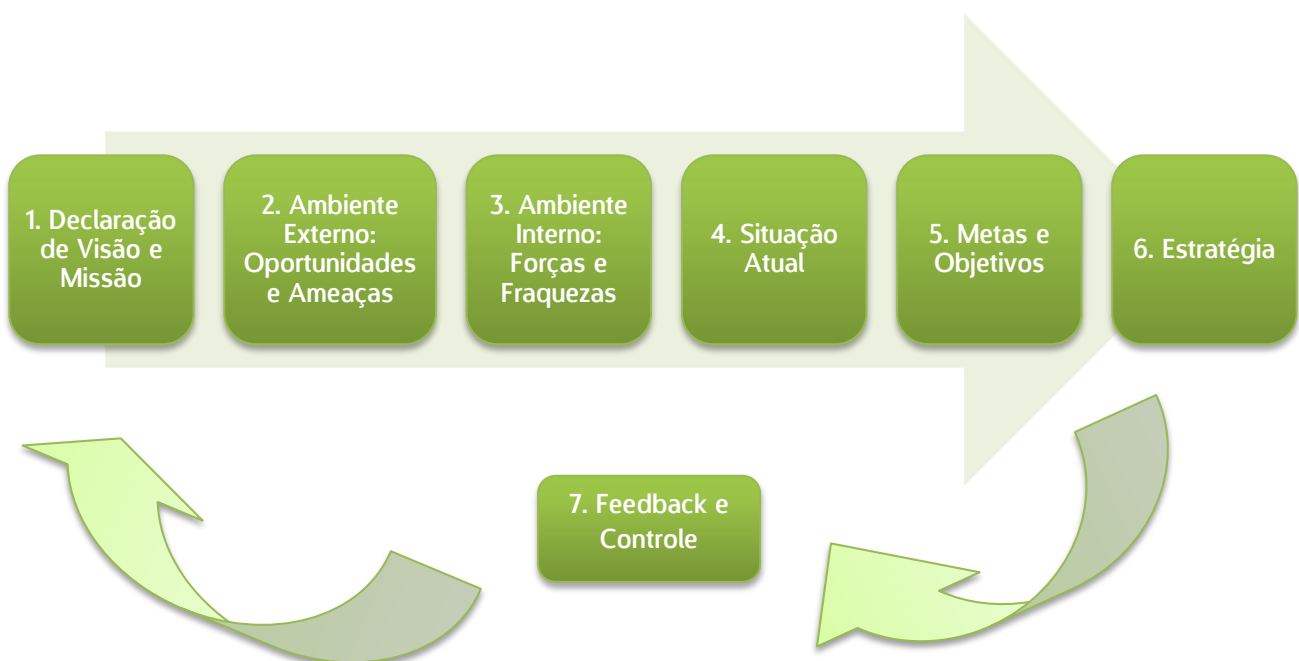 1. Declaração
de Visão e
Missão
2. Ambiente
Externo:
Oportunidades
e Ameaças
3. Ambiente
Interno:
Forças e
Fraquezas
4. Situação
Atual
5. Metas e
Objetivos
6. Estratégia
7. Feedback e
Controle